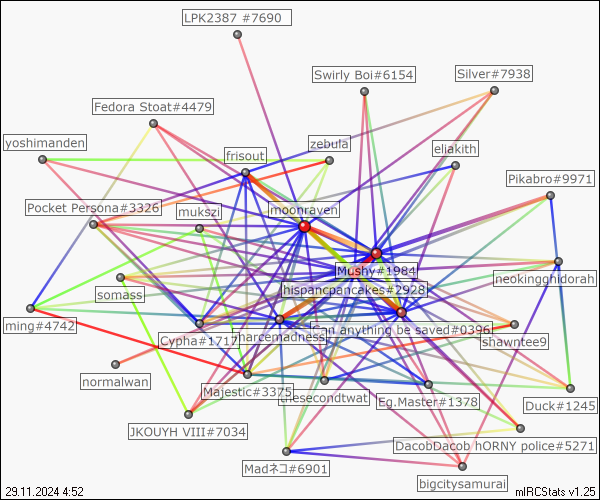 LPK2387 #7690
Swirly Boi#6154
Silver#7938
Fedora Stoat#4479
yoshimanden
zebula
eliakith
frisout
Pikabro#9971
Pocket Persona#3326
mukszi
moonraven
Mushy#1984
neokingghidorah
somass
hispancpancakes#2928
ming#4742
Cypha#1717
marcemadness
Can anything be saved#0396
shawntee9
normalwan
Majestic#3375
thesecondtwat
Eg.Master#1378
Duck#1245
JKOUYH VIII#7034
DacobDacob hORNY police#5271
Madネコ#6901
bigcitysamurai
29.11.2024 4:52
mIRCStats v1.25